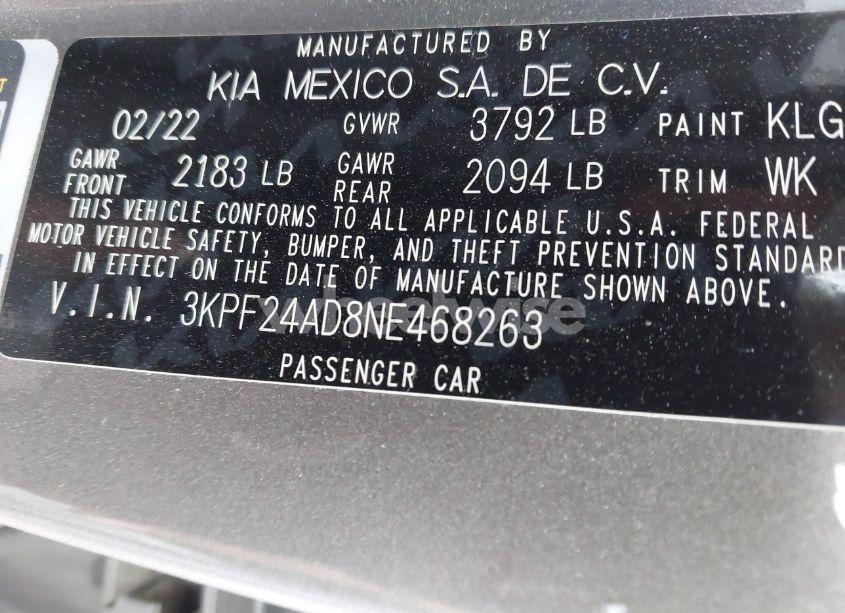 MANUFACTURED BY
KIA MEXICO S.A. DE C.V.
02/22 GVWR 3792 LB PAINT KLG
GAWR FRONT 2183 LB GAWR REAR 2094 LB TRIM WK
THIS VEHICLE CONFORMS TO ALL APPLICABLE U.S.A. FEDERAL
MOTOR VEHICLE SAFETY, BUMPER, AND THEFT PREVENTION STANDARD
IN EFFECT ON THE DATE OF MANUFACTURE SHOWN ABOVE.
V.I.N. 3KPF24AD8NE468263
PASSENGER CAR